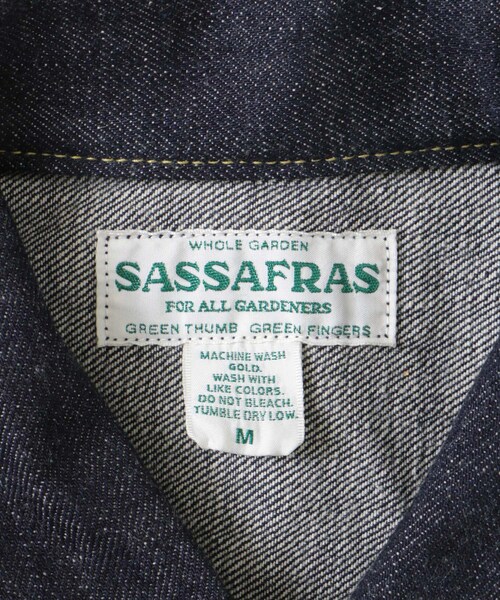 WHOLE GARDEN
SASSAFRAS
FOR ALL GARDENERS
GREEN THUMB GREEN FINGERS
MACHINE WASH
GOLD.
WASH WITH
LIKE COLORS.
DO NOT BLEACH.
TUMBLE DRY LOW.
M